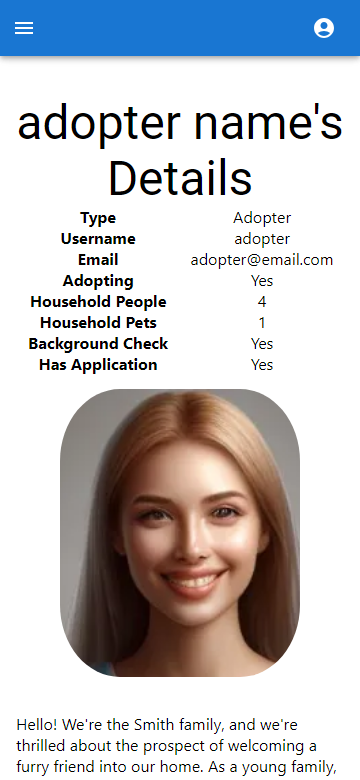 adopter name's
Details
Type Adopter
Username adopter
Email adopter@email.com
Adopting Yes
Household People 4
Household Pets 1
Background Check Yes
Has Application Yes
Hello! We're the Smith family, and we're
thrilled about the prospect of welcoming a
furry friend into our home. As a young family,